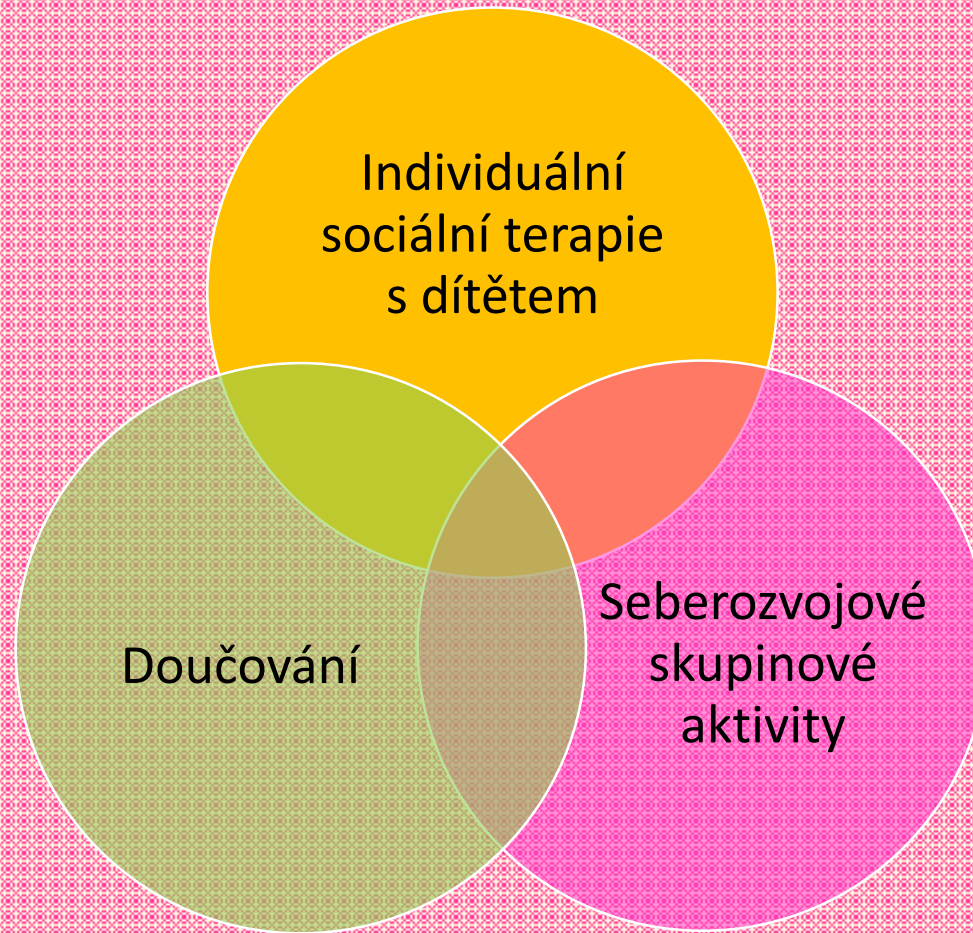 Individuální
sociální terapie
s dítětem
Doučování
Seberozvojové
skupinové
aktivity